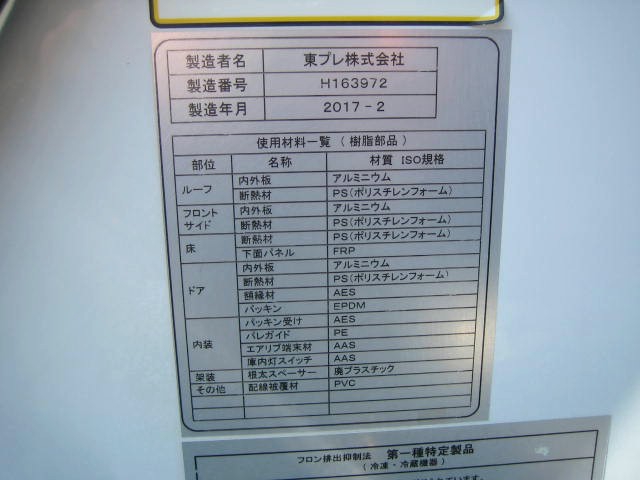 製造者名 東プレ株式会社
製造番号 H163972
製造年月 2017-2
使用材料一覧（樹脂部品）
部位 名称 材質 ISO規格
ルーフ 内外板 アルミニウム
断熱材 PS(ポリスチレンフォーム)
フロント サイド 内外板 アルミニウム
断熱材 PS(ポリスチレンフォーム)
床 断熱材 PS(ポリスチレンフォーム)
下面パネル FRP
ドア 内外板 アルミニウム
断熱材 PS(ポリスチレンフォーム)
額縁材 AES
パッキン EPDM
内装 パッキン受け AES
バレガイド PE
エアリブ端末材 AAS
庫内灯スイッチ AAS
架装 根太スペーサー 廃プラスチック
その他 配線被覆材 PVC
フロン排出抑制法 第一種特定製品
（冷凍・冷蔵機器）